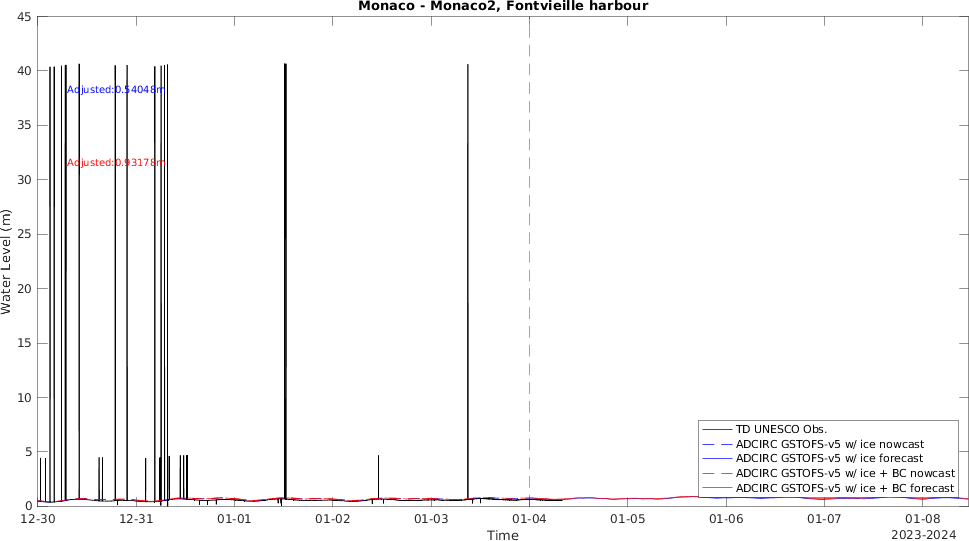 Monaco - Monaco2, Fontvieille harbour
45
40
35
30
25
20
15
10
5
0
Water Level (m)
Adjusted:0.54048m
Adjusted:0.93178m
TD UNESCO Obs.
ADCIRC GSTOFS-v5 w/ ice nowcast
ADCIRC GSTOFS-v5 w/ ice forecast
ADCIRC GSTOFS-v5 w/ ice + BC nowcast
ADCIRC GSTOFS-v5 w/ ice + BC forecast
12-30 12-31 01-01 01-02 01-03 01-04 01-05 01-06 01-07 01-08
Time
2023-2024